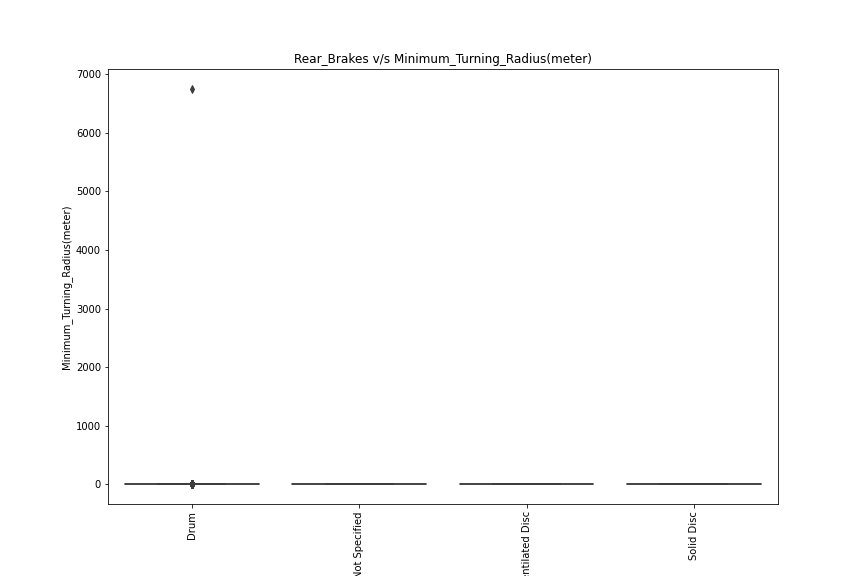 Rear_Brakes v/s Minimum_Turning_Radius(meter)
7000
6000
5000
4000
3000
2000
1000
0
Minimum_Turning_Radius(meter)
Drum
Not Specified
entilated Disc
Solid Disc